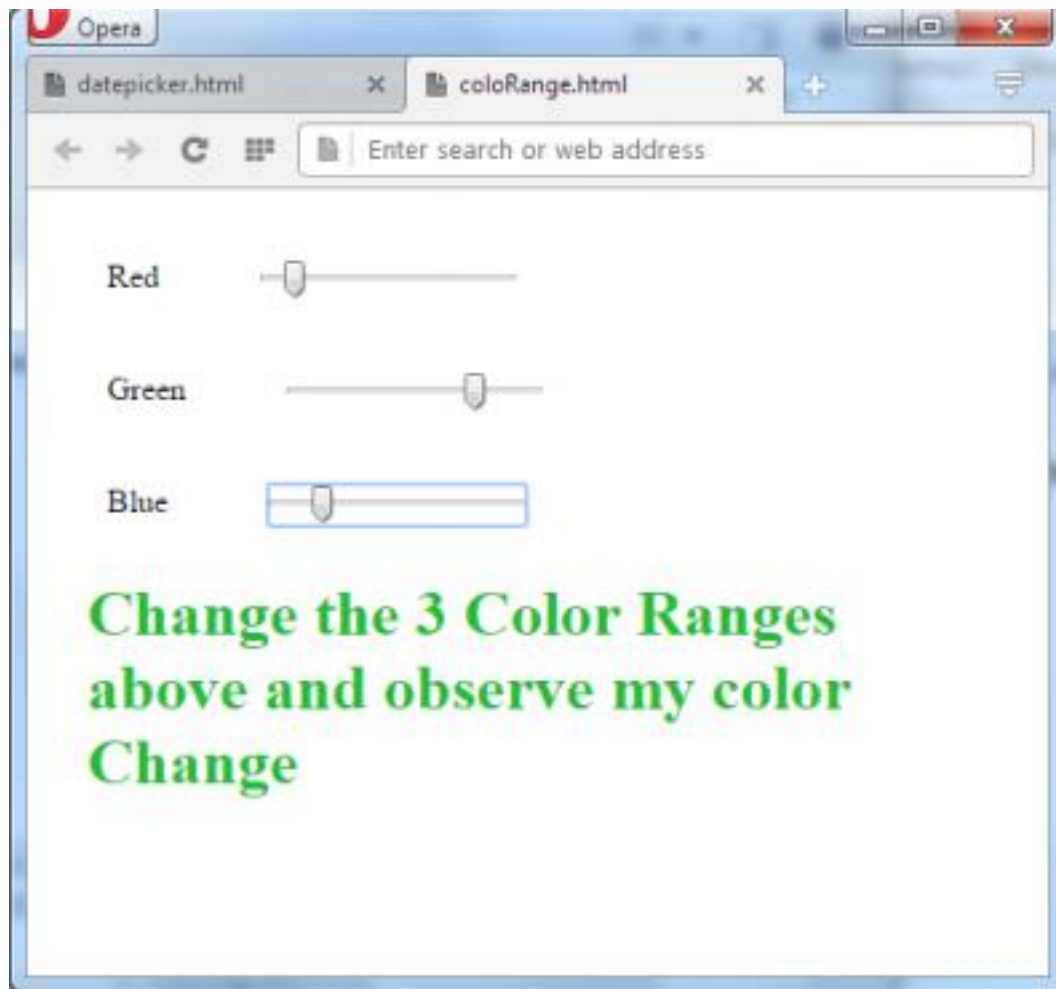 Opera
datepicker.html coloRange.html
Enter search or web address
Red
Green
Blue
Change the 3 Color Ranges
above and observe my color
Change